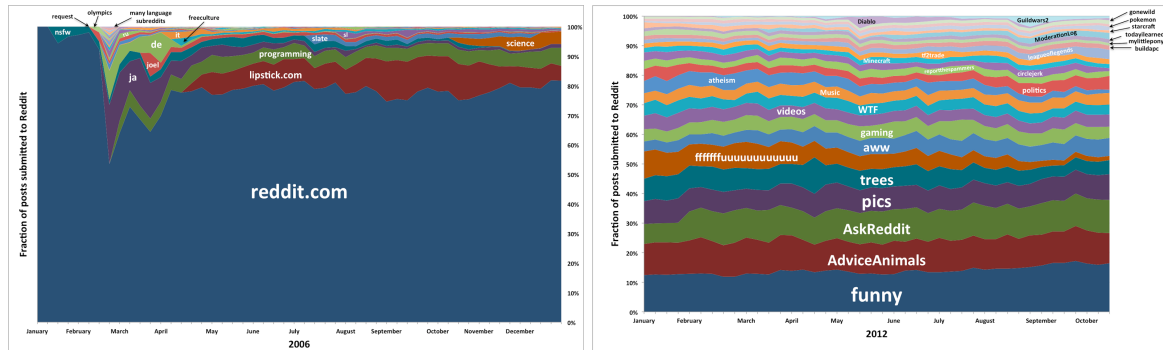 request
olympics
many language
subreddits
freeculture
nsfw
de
it
joel
ja
slate
programming
lipstick.com
science
reddit.com
Fraction of posts submitted to Reddit
100%
90%
80%
70%
60%
50%
40%
30%
20%
10%
0%
January February March April May June July August September October November December
2006
Fraction of posts submitted to Reddit
100%
90%
80%
70%
60%
50%
40%
30%
20%
10%
0%
Diablo
Guildwars2
gonewild
pokemon
starcraft
ModerationLog
todayilearned
mylittlepony
buildapc
leagueoflegends
tf2trade
Minecraft
reportthespammers
circlejerk
atheism
politics
Music
videos
WTF
gaming
aww
fffffffuuuuuuuuuuuu
trees
pics
AskReddit
AdviceAnimals
funny
January February March April May June July August September October
2012